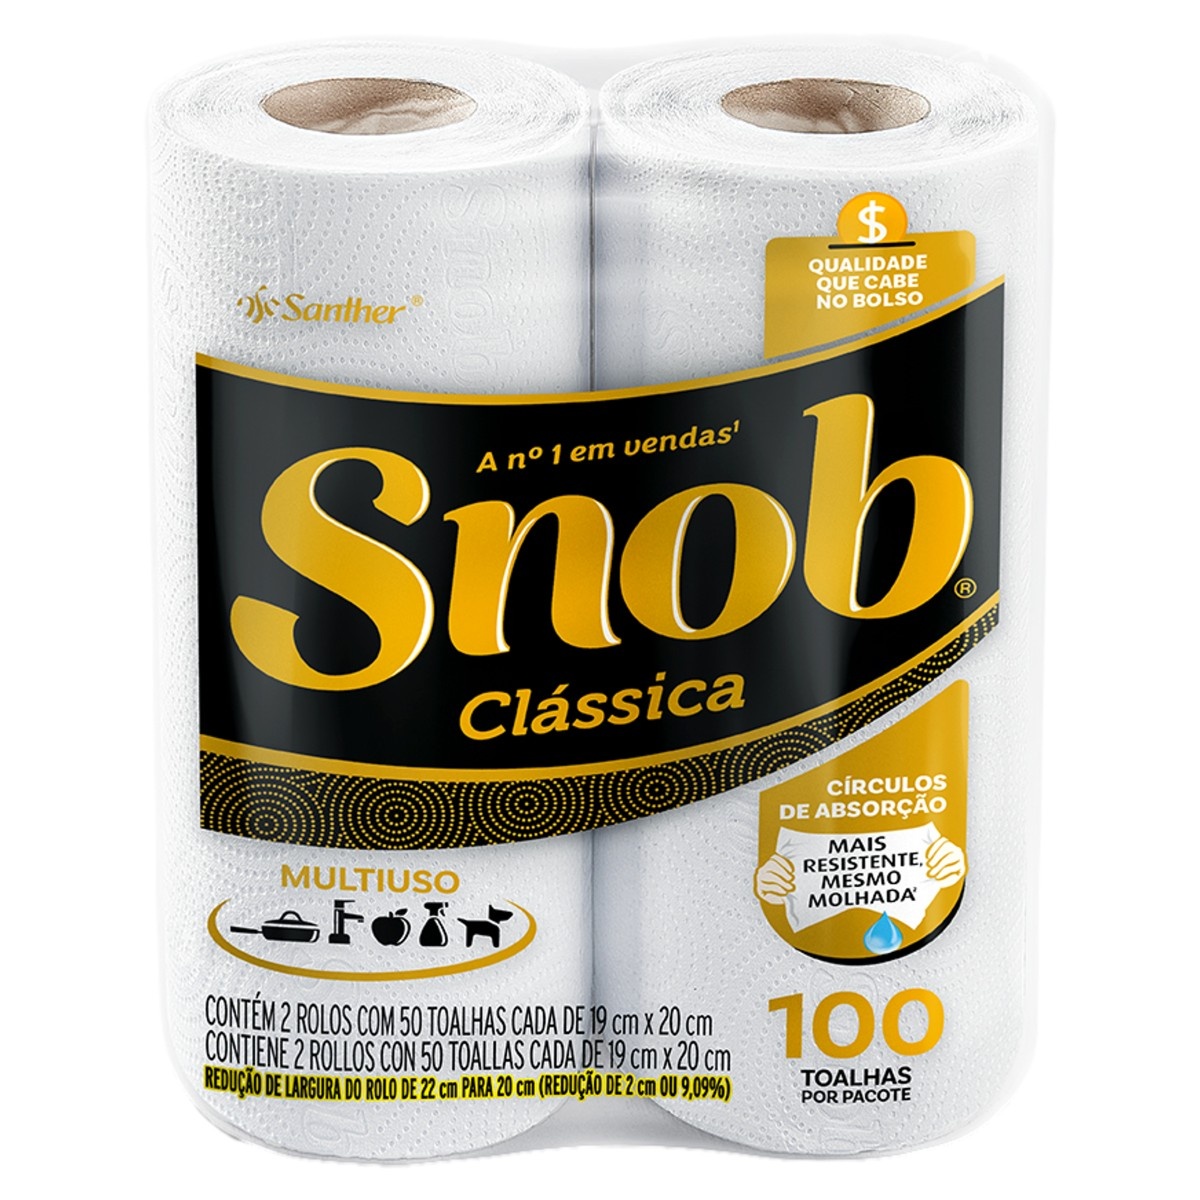 Santher®
$
QUALIDADE
QUE CABE
NO BOLSO
A nº 1 em vendas¹
Snob®
Clássica
CÍRCULOS
DE ABSORÇÃO
MAIS
RESISTENTE,
MESMO
MOLHADA²
MULTIUSO
CONTÉM 2 ROLOS COM 50 TOALHAS CADA DE 19 cm x 20 cm
CONTIENE 2 ROLLOS CON 50 TOALLAS CADA DE 19 cm x 20 cm
REDUÇÃO DE LARGURA DO ROLO DE 22 cm PARA 20 cm (REDUÇÃO DE 2 cm OU 9,09%)
100
TOALHAS
POR PACOTE